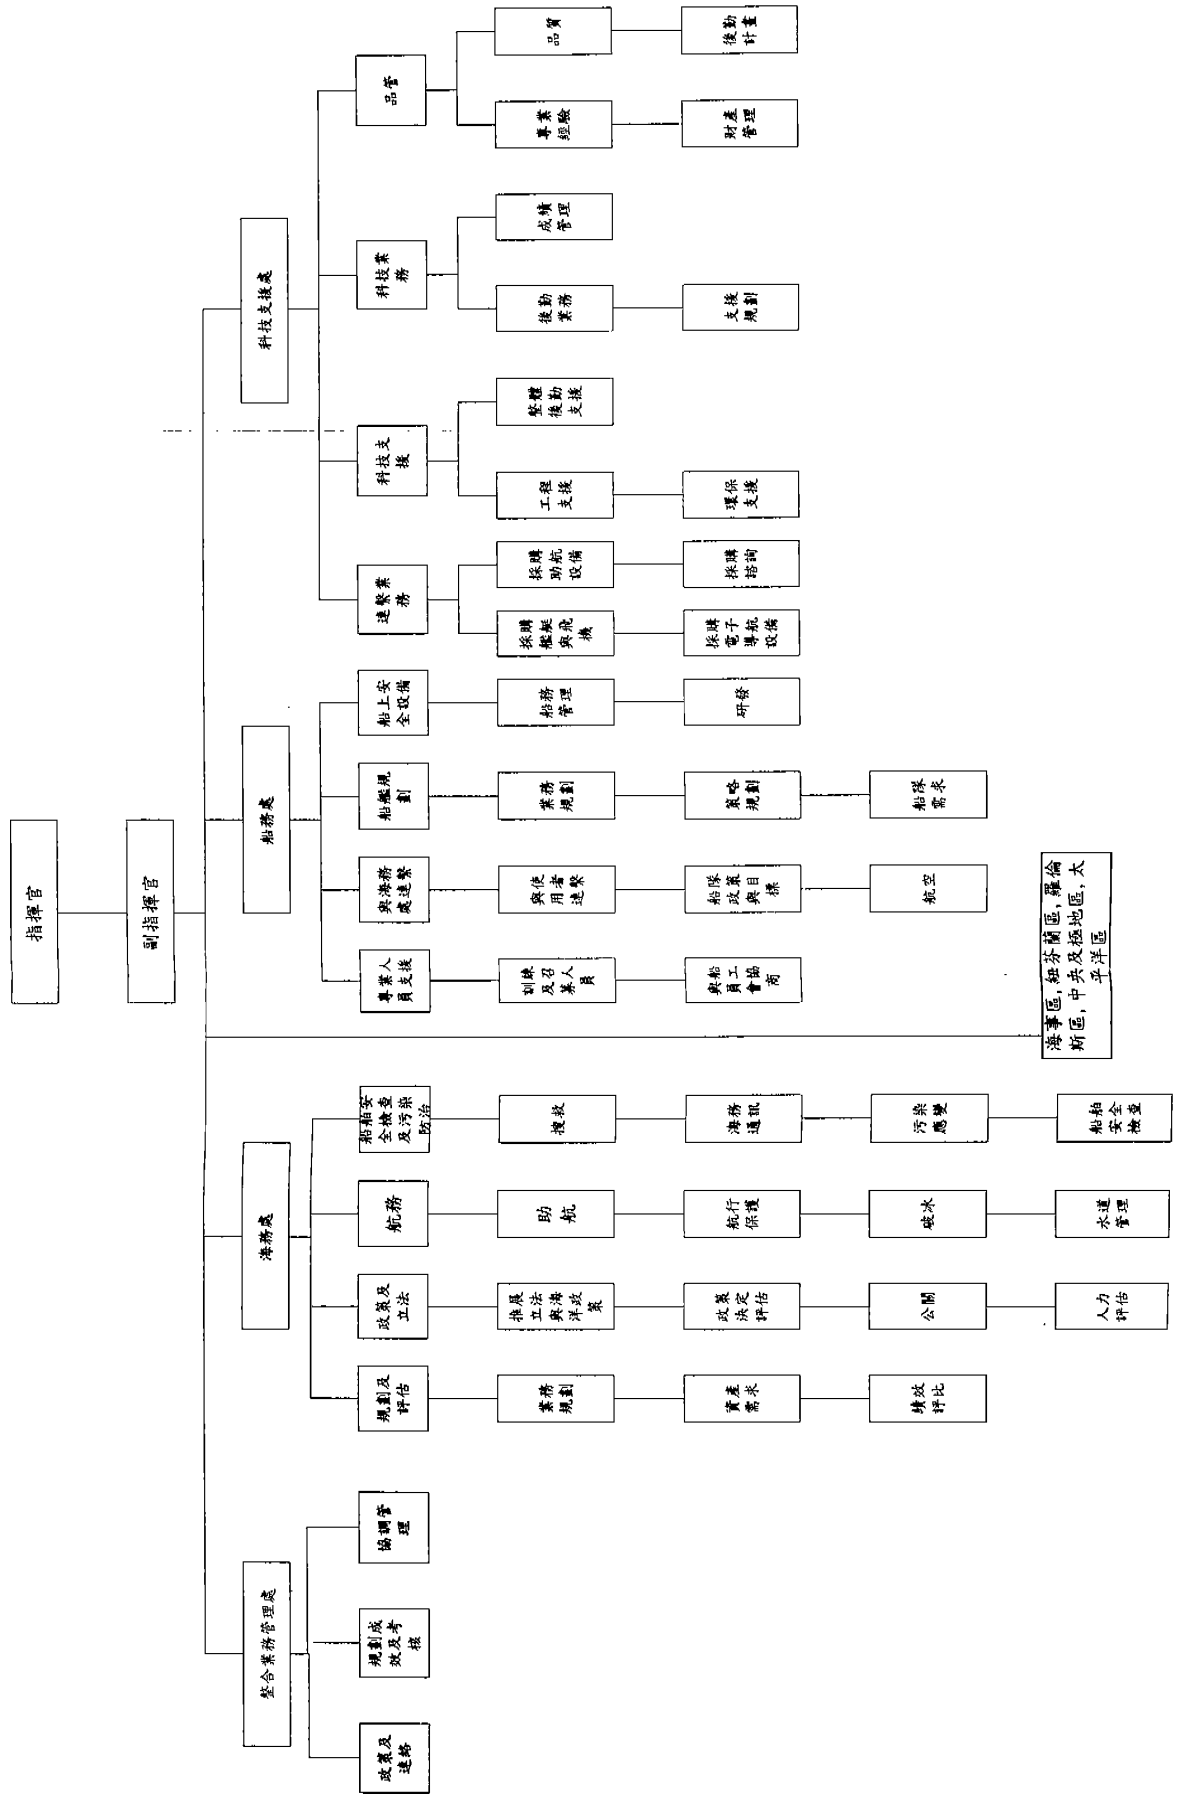 指揮官
副指揮官
整合業務管理處
海務處
船務處
科技支援處
政策及
連絡
規劃成
效及考
核
協調管
理
規劃及
評估
政策及
立法
航務
船舶安
全檢查
及污染
防治
專業人
員支援
與海務
處連繫
船艦規
劃
船上安
全設備
連繫業
務
科技支
援
科技業
務
品管
業務
規劃
推展
立法
與海
洋政
策
助
航
搜救
訓練
及召
募人
員
與使
用者
連繫
業務
規劃
船務
管理
採購
艦艇
與飛
機
採購
助航
設備
工程
支援
整體
後勤
支援
後勤
業務
成績
管理
專業
經驗
品質
資產
需求
政策
決定
評估
航行
保護
海務
通訊
與船
員工
會協
商
船隊
政策
與目
標
策略
規劃
研發
採購
電子
導航
設備
採購
諮詢
環保
支援
支援
規劃
財產
管理
後勤
計畫
績效
評比
公關
破冰
污染
應變
航空
船隊
需求
人力
評估
水道
管理
船舶
安全
檢查
海事區,紐芬蘭區,羅倫
斯區,中央及極地區,太
平洋區